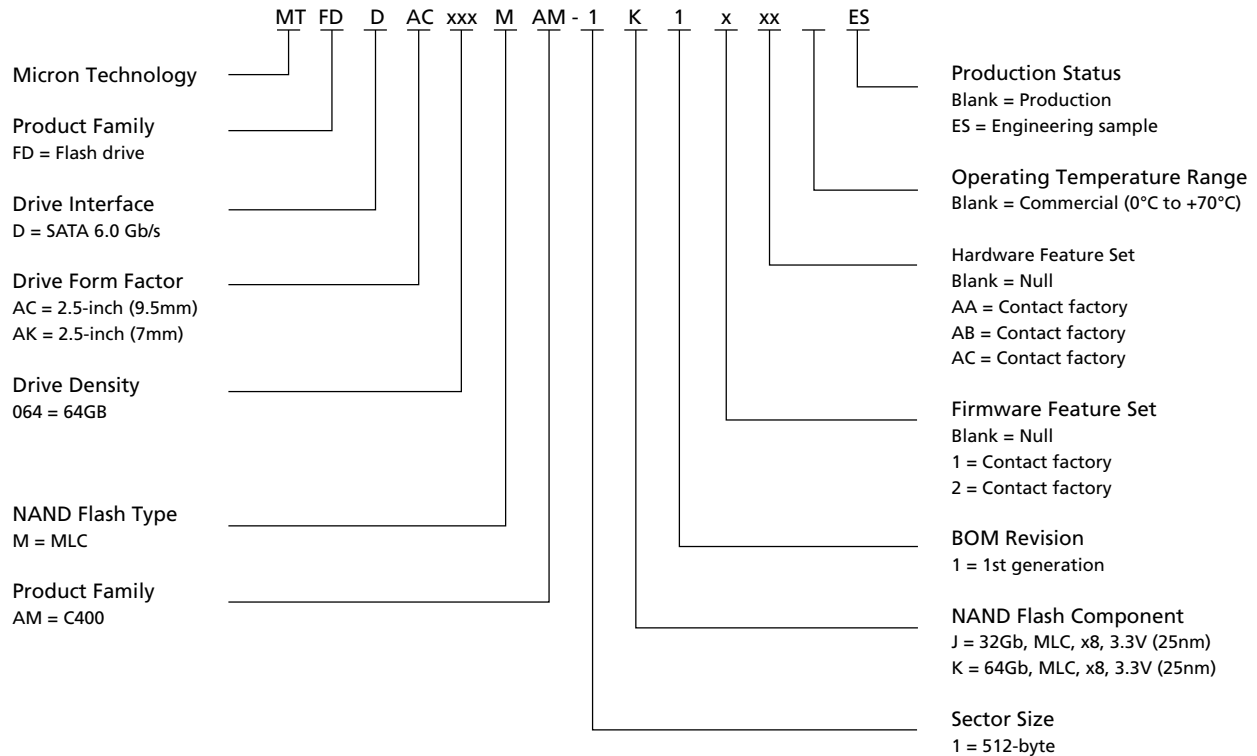 MT FD D AC xxx M AM - 1 K 1 x xx ES
Micron Technology
Product Family
FD = Flash drive
Drive Interface
D = SATA 6.0 Gb/s
Drive Form Factor
AC = 2.5-inch (9.5mm)
AK = 2.5-inch (7mm)
Drive Density
064 = 64GB
NAND Flash Type
M = MLC
Product Family
AM = C400
Production Status
Blank = Production
ES = Engineering sample
Operating Temperature Range
Blank = Commercial (0°C to +70°C)
Hardware Feature Set
Blank = Null
AA = Contact factory
AB = Contact factory
AC = Contact factory
Firmware Feature Set
Blank = Null
1 = Contact factory
2 = Contact factory
BOM Revision
1 = 1st generation
NAND Flash Component
J = 32Gb, MLC, x8, 3.3V (25nm)
K = 64Gb, MLC, x8, 3.3V (25nm)
Sector Size
1 = 512-byte